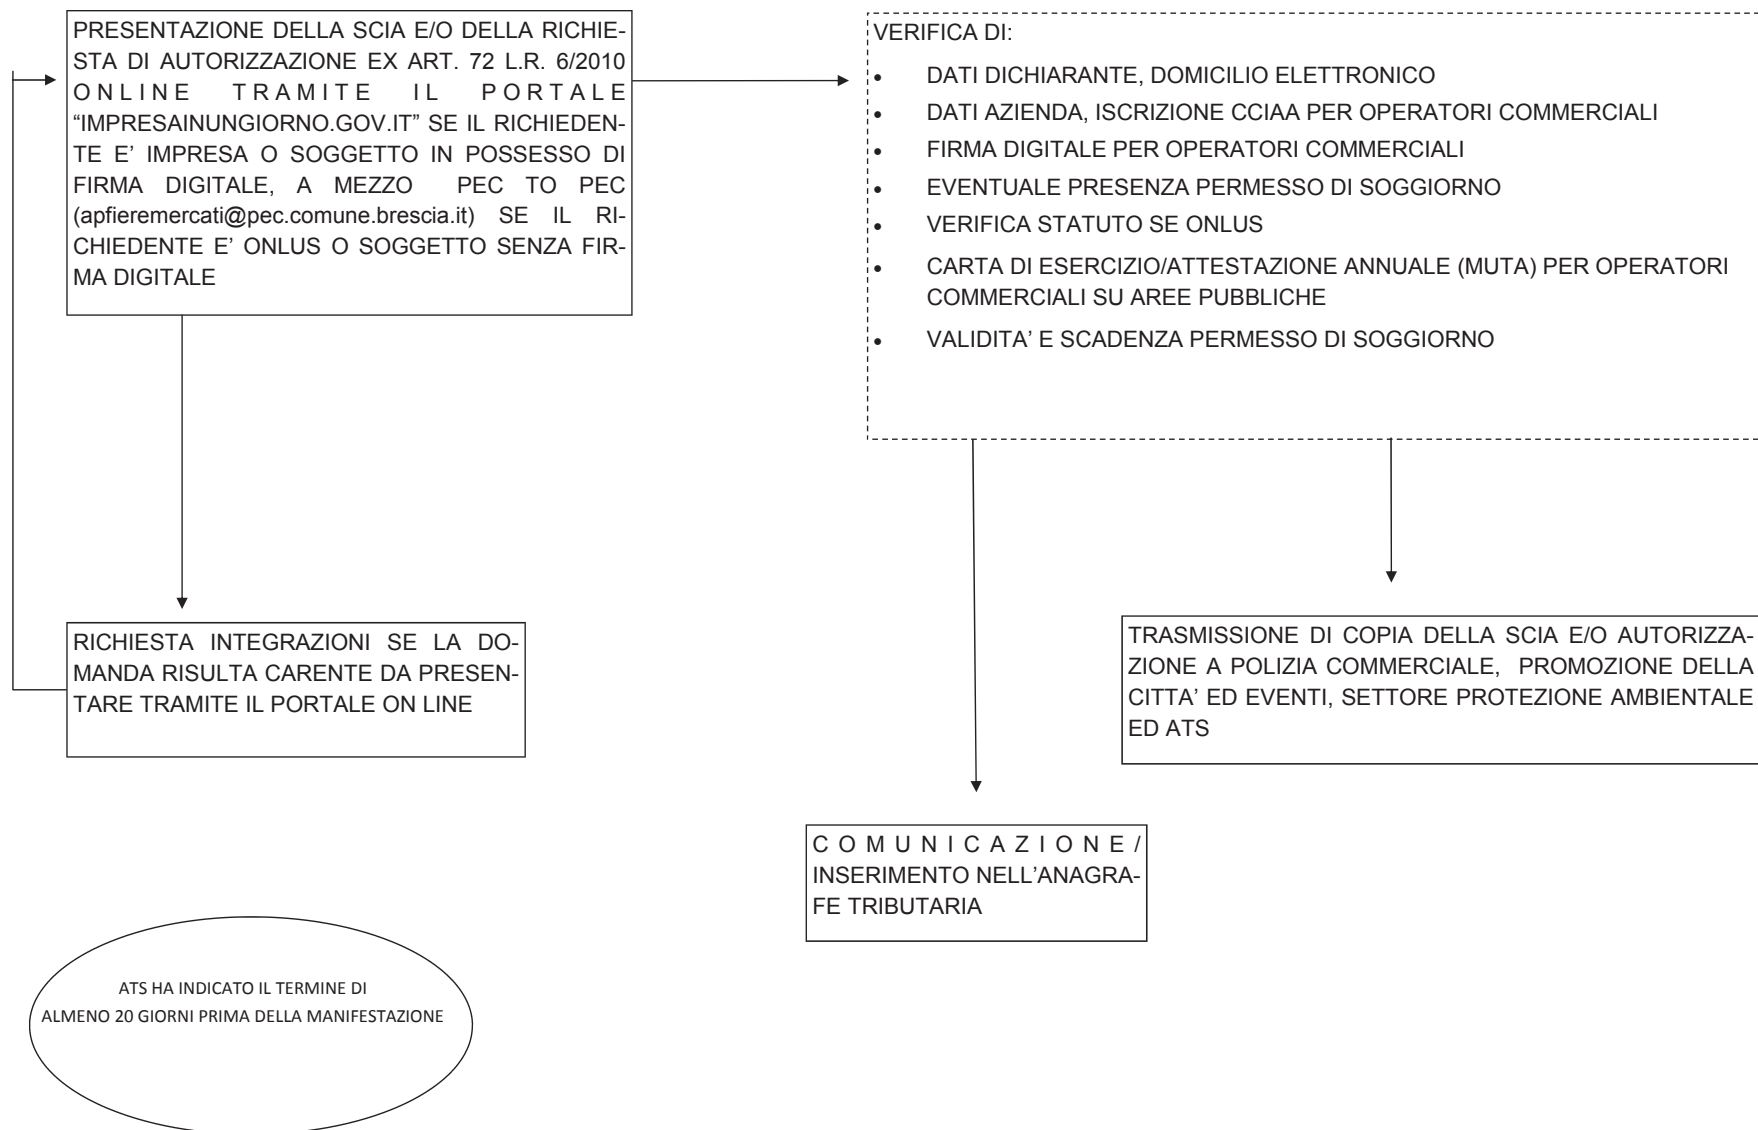 PRESENTAZIONE DELLA SCIA E/O DELLA RICHIE-
STA DI AUTORIZZAZIONE EX ART. 72 L.R. 6/2010
ONLINE TRAMITE IL PORTALE
“IMPRESAINUNGIORNO.GOV.IT” SE IL RICHIEDEN-
TE E’ IMPRESA O SOGGETTO IN POSSESSO DI
FIRMA DIGITALE, A MEZZO PEC TO PEC
(apfieremercati@pec.comune.brescia.it) SE IL RI-
CHIEDENTE E’ ONLUS O SOGGETTO SENZA FIR-
MA DIGITALE
VERIFICA DI:
• DATI DICHIARANTE, DOMICILIO ELETTRONICO
• DATI AZIENDA, ISCRIZIONE CCIAA PER OPERATORI COMMERCIALI
• FIRMA DIGITALE PER OPERATORI COMMERCIALI
• EVENTUALE PRESENZA PERMESSO DI SOGGIORNO
• VERIFICA STATUTO SE ONLUS
• CARTA DI ESERCIZIO/ATTESTAZIONE ANNUALE (MUTA) PER OPERATORI
COMMERCIALI SU AREE PUBBLICHE
• VALIDITA’ E SCADENZA PERMESSO DI SOGGIORNO
RICHIESTA INTEGRAZIONI SE LA DO-
MANDA RISULTA CARENTE DA PRESEN-
TARE TRAMITE IL PORTALE ON LINE
TRASMISSIONE DI COPIA DELLA SCIA E/O AUTORIZZA-
ZIONE A POLIZIA COMMERCIALE, PROMOZIONE DELLA
CITTA’ ED EVENTI, SETTORE PROTEZIONE AMBIENTALE
ED ATS
COMUNICAZIONE/
INSERIMENTO NELL’ANAGRA-
FE TRIBUTARIA
ATS HA INDICATO IL TERMINE DI
ALMENO 20 GIORNI PRIMA DELLA MANIFESTAZIONE